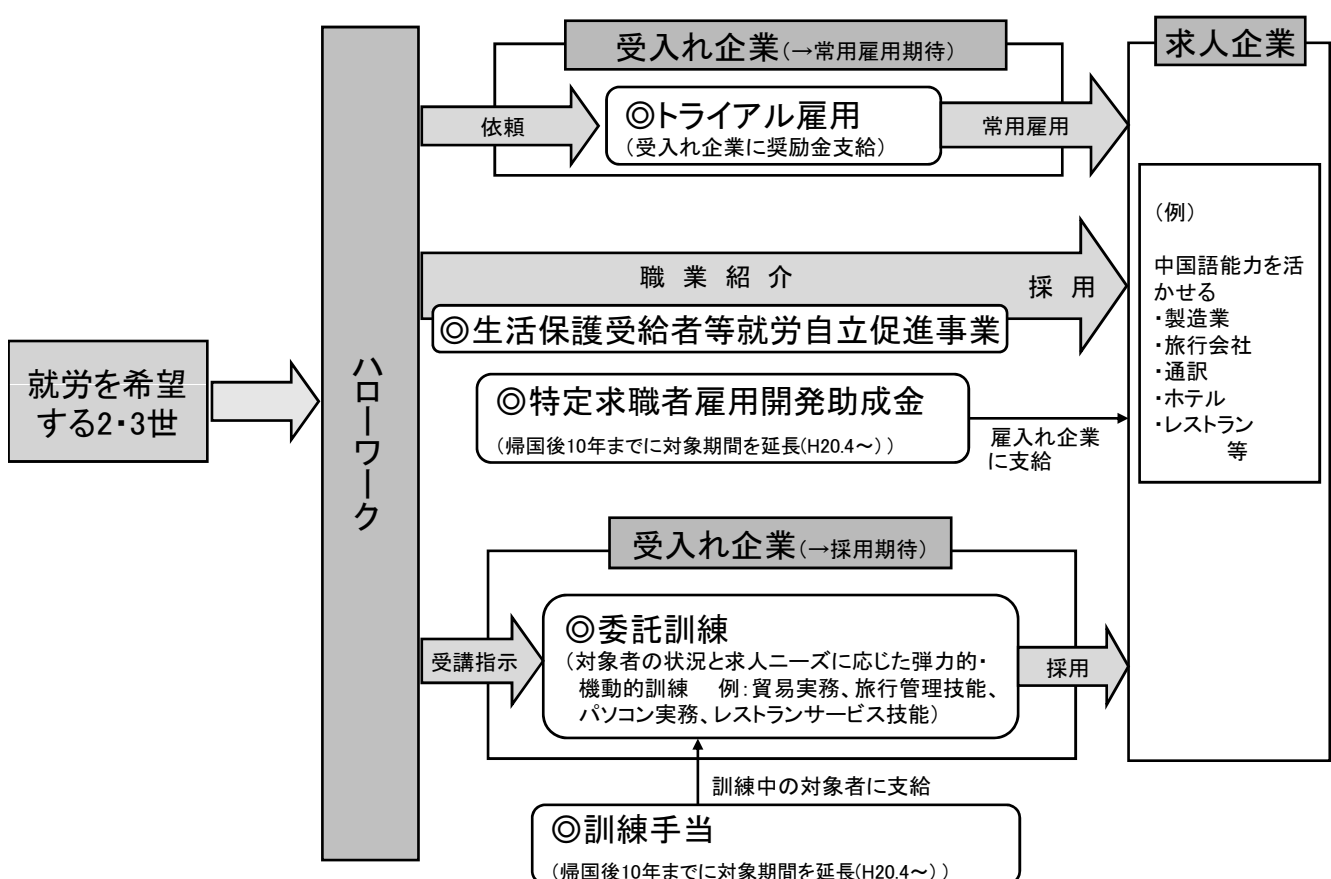 就労を希望
する2・3世
ハローワーク
受入れ企業(→常用雇用期待)
依頼
◎トライアル雇用
(受入れ企業に奨励金支給)
常用雇用
職 業 紹 介
採 用
◎生活保護受給者等就労自立促進事業
◎特定求職者雇用開発助成金
(帰国後10年までに対象期間を延長(H20.4～))
雇入れ企業
に支給
受入れ企業(→採用期待)
受講指示
◎委託訓練
(対象者の状況と求人ニーズに応じた弾力的・
機動的訓練 例:貿易実務、旅行管理技能、
パソコン実務、レストランサービス技能)
採用
訓練中の対象者に支給
◎訓練手当
(帰国後10年までに対象期間を延長(H20.4～))
求人企業
(例)
中国語能力を活
かせる
・製造業
・旅行会社
・通訳
・ホテル
・レストラン
等